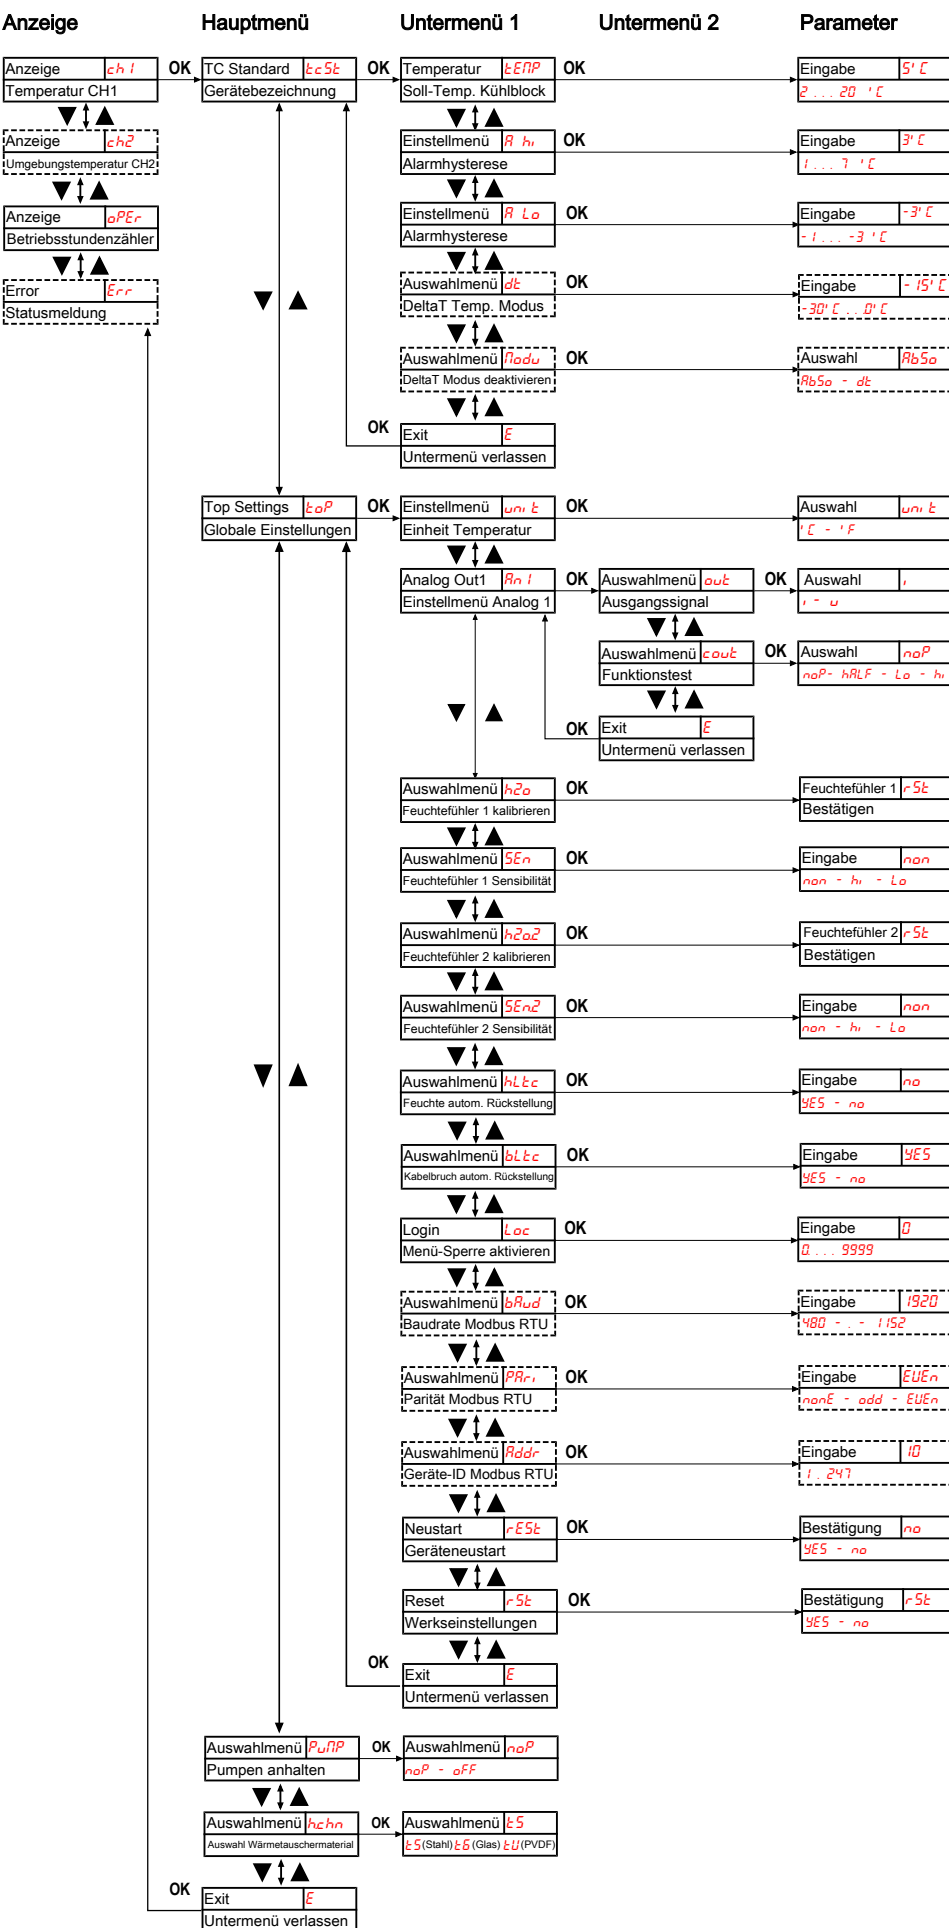 Anzeige Hauptmenü Untermenü 1 Untermenü 2 Parameter
Anzeige ch1 OK TC Standard tcSt OK Temperatur tEMP OK Eingabe 5°C
Temperatur CH1 Gerätebezeichnung Soll-Temp. Kühlblock 2 . . . 20 °C
▼ ▲ ▼ ▲
Anzeige ch2 Einstellmenü A hi OK Eingabe 3°C
Umgebungstemperatur CH2 Alarmhysterese 1 . . . 7 °C
▼ ▲ ▼ ▲
Anzeige oPEr Einstellmenü A Lo OK Eingabe -3°C
Betriebsstundenzähler Alarmhysterese -1 . . . -3 °C
▼ ▲ ▼ ▲
Error Err Auswahlmenü dt OK Eingabe -15°C
Statusmeldung ▼ ▲ DeltaT Temp. Modus -30°C . . .0°C
▼ ▲
Auswahlmenü Modu OK Auswahl AbSo
DeltaT Modus deaktivieren AbSo - dt
▼ ▲
OK Exit E
Untermenü verlassen
Top Settings toP OK Einstellmenü unit OK Auswahl unit
Globale Einstellungen Einheit Temperatur °C - °F
▼ ▲
Analog Out1 An1 OK Auswahlmenü out OK Auswahl i
Einstellmenü Analog 1 Ausgangssignal i - u
▼ ▲
Auswahlmenü cout OK Auswahl noP
Funktionstest noP- hALF - Lo - hi
▼ ▲ ▼ ▲
OK Exit E
Untermenü verlassen
Auswahlmenü h2o OK Feuchtefühler 1 rSt
Feuchtefühler 1 kalibrieren Bestätigen
▼ ▲
Auswahlmenü SEn OK Eingabe non
Feuchtefühler 1 Sensibilität non - hi - Lo
▼ ▲
Auswahlmenü h2o.2 OK Feuchtefühler 2 rSt
Feuchtefühler 2 kalibrieren Bestätigen
▼ ▲
Auswahlmenü SEn.2 OK Eingabe non
Feuchtefühler 2 Sensibilität non - hi - Lo
▼ ▲
▼ ▲ Auswahlmenü hLtc OK Eingabe no
Feuchte autom. Rückstellung YES - no
▼ ▲
Auswahlmenü bLtc OK Eingabe YES
Kabelbruch autom. Rückstellung YES - no
▼ ▲
Login Loc OK Eingabe 0
Menü-Sperre aktivieren 0. . . . 9999
▼ ▲
Auswahlmenü bAud OK Eingabe 1920
Baudrate Modbus RTU 480 - . - 1152
▼ ▲
Auswahlmenü PAri OK Eingabe EUEn
Parität Modbus RTU nonE - odd - EUEn
▼ ▲
Auswahlmenü Addr OK Eingabe 10
Geräte-ID Modbus RTU 1 . 247
▼ ▲
Neustart rESt OK Bestätigung no
Geräteneustart YES - no
▼ ▲
Reset rSt OK Bestätigung rSt
Werkseinstellungen YES - no
▼ ▲
OK Exit E
Untermenü verlassen
Auswahlmenü PuMP OK Auswahlmenü noP
Pumpen anhalten noP - oFF
▼ ▲
Auswahlmenü h.chn OK Auswahlmenü tS
Auswahl Wärmetauschermaterial tS(Stahl) tG(Glas) tU(PVDF)
▼ ▲
OK Exit E
Untermenü verlassen